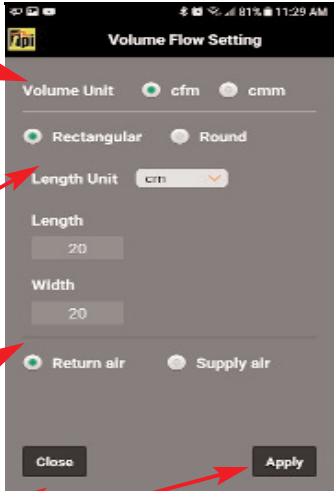 81% 11:29 AM
Volume Flow Setting
Volume Unit cfm cmm
Rectangular Round
Length Unit cm
Length
20
Width
20
Return air Supply air
Close Apply